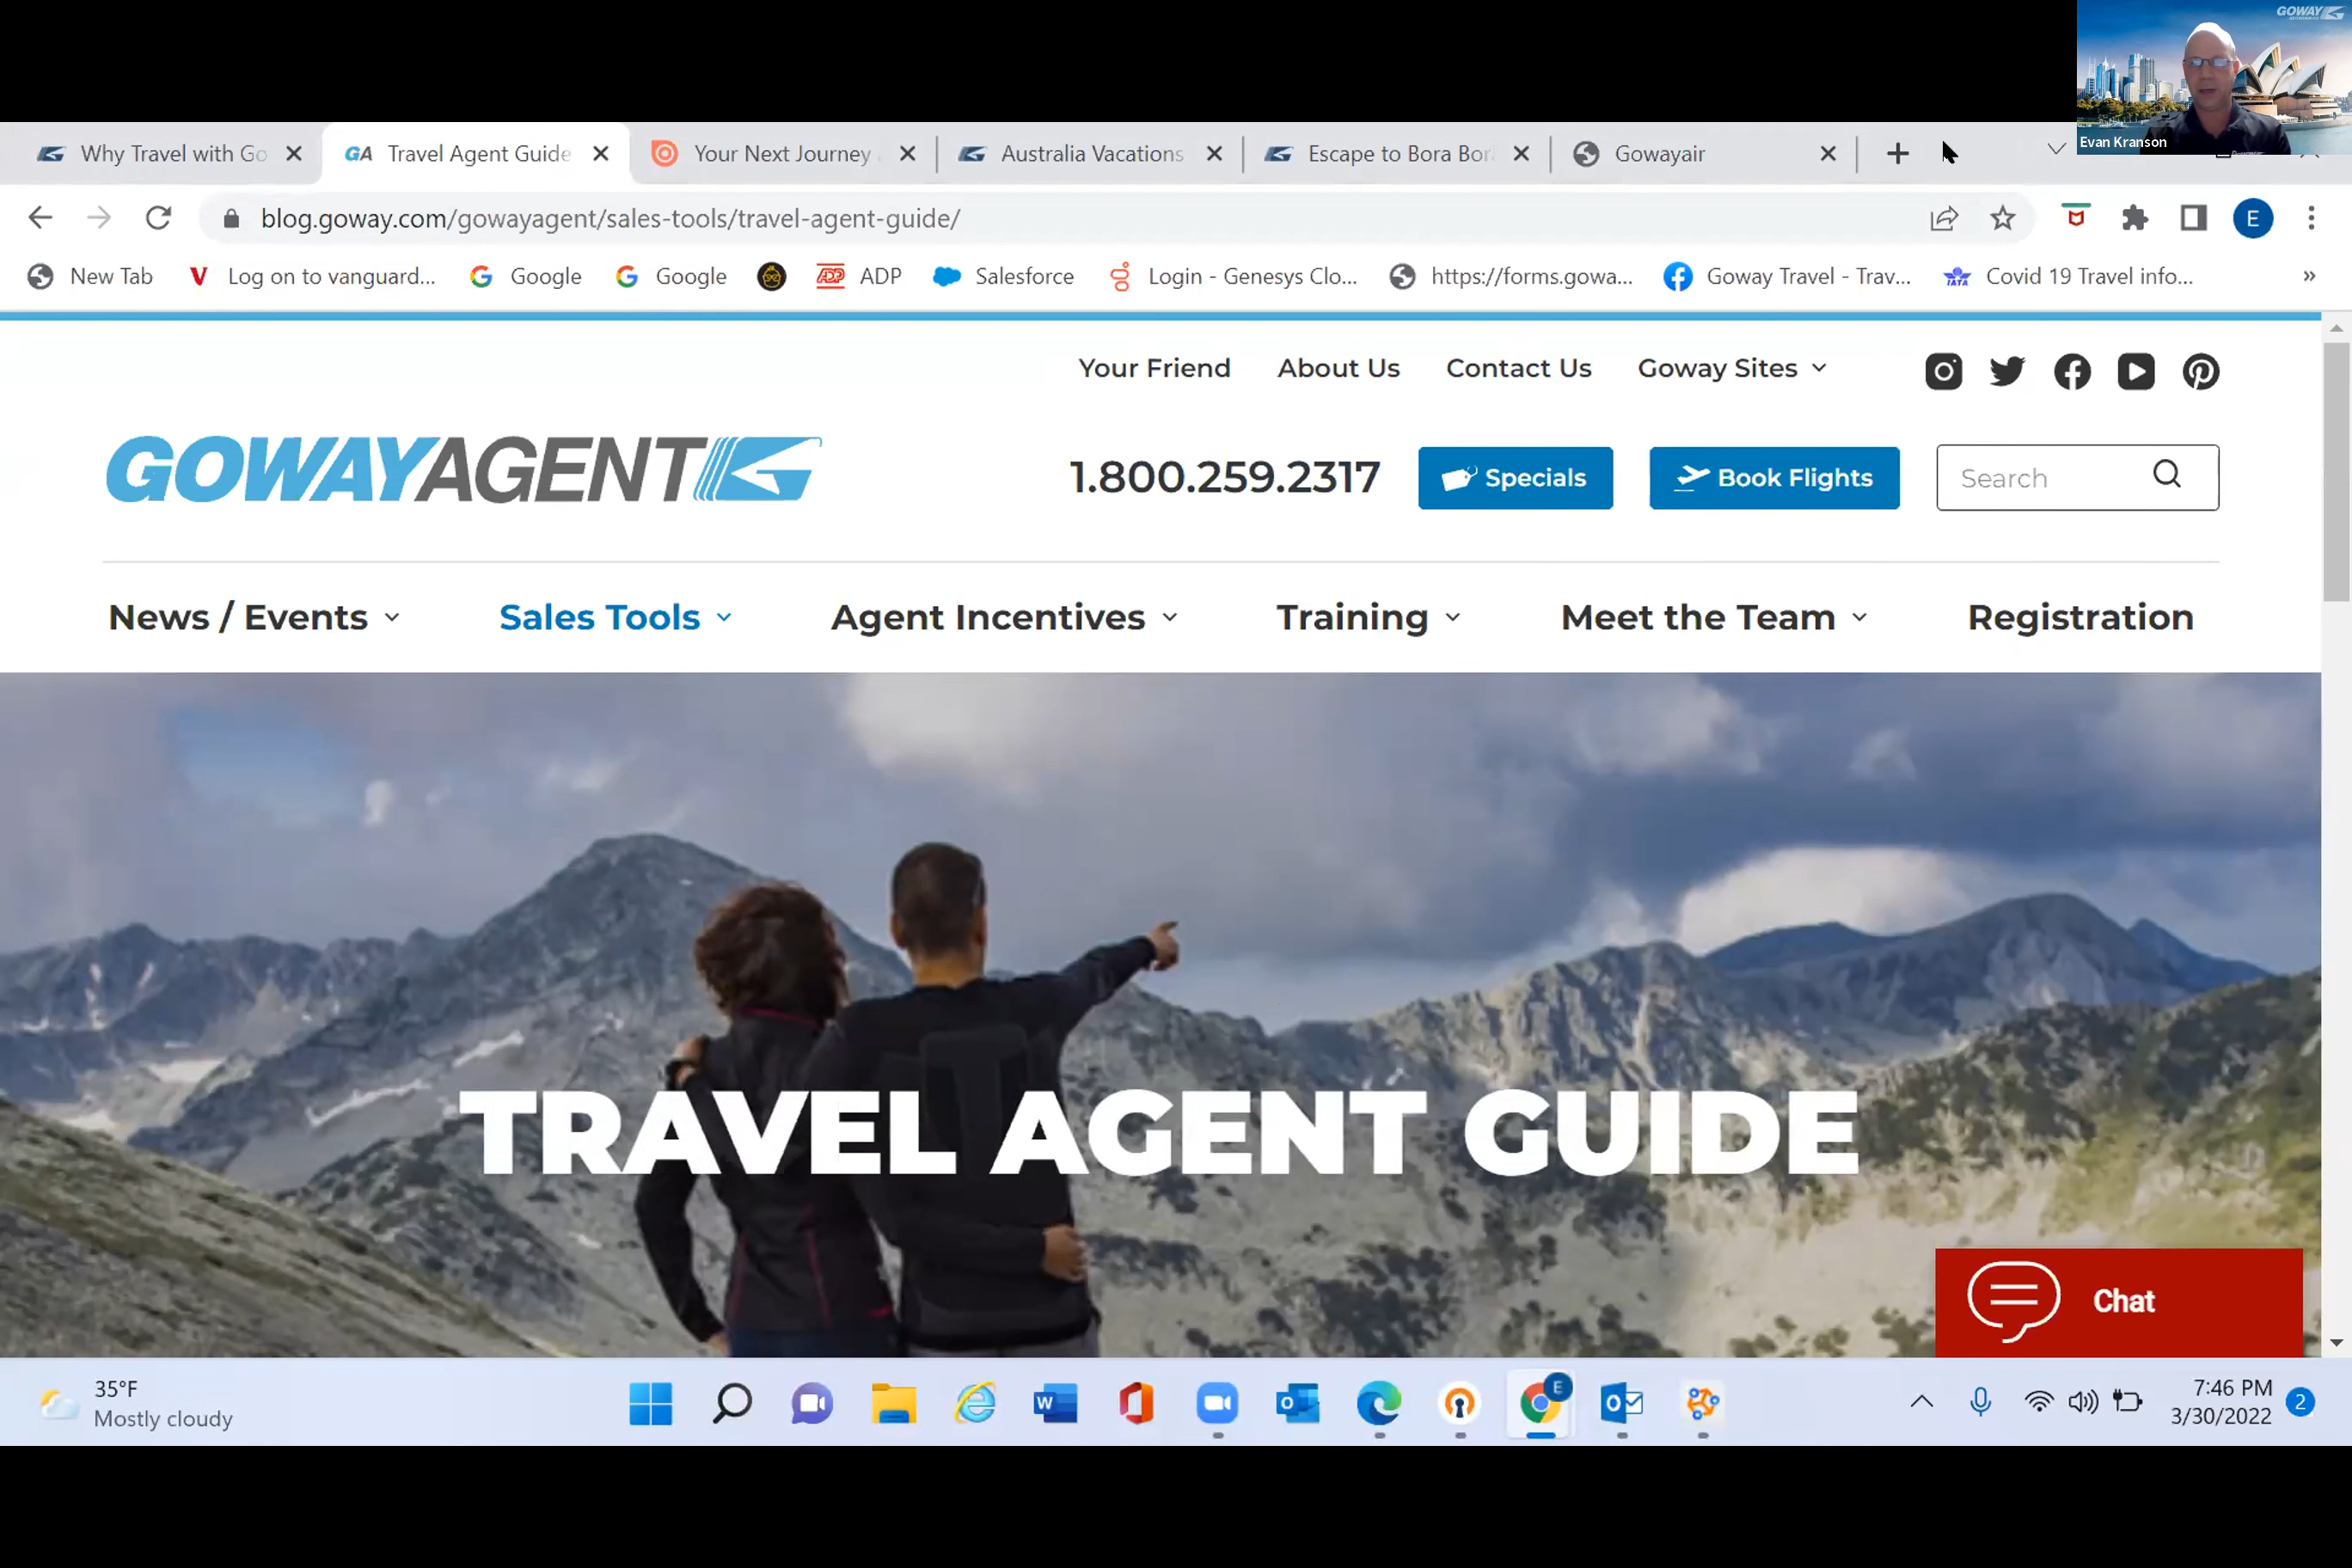 GOWAY
Evan Kranson
Why Travel with Go
GA Travel Agent Guide
Your Next Journey
Australia Vacations
Escape to Bora Bor
Gowayair
blog.goway.com/gowayagent/sales-tools/travel-agent-guide/
E
New Tab
Log on to vanguard...
Google
Google
ADP
Salesforce
Login - Genesys Clo...
https://forms.gowa...
Goway Travel - Trav...
IATA Covid 19 Travel info...
»
Your Friend
About Us
Contact Us
Goway Sites
GOWAYAGENT
1.800.259.2317
Specials
Book Flights
Search
News / Events
Sales Tools
Agent Incentives
Training
Meet the Team
Registration
TRAVEL AGENT GUIDE
Chat
35°F
Mostly cloudy
7:46 PM
3/30/2022
2